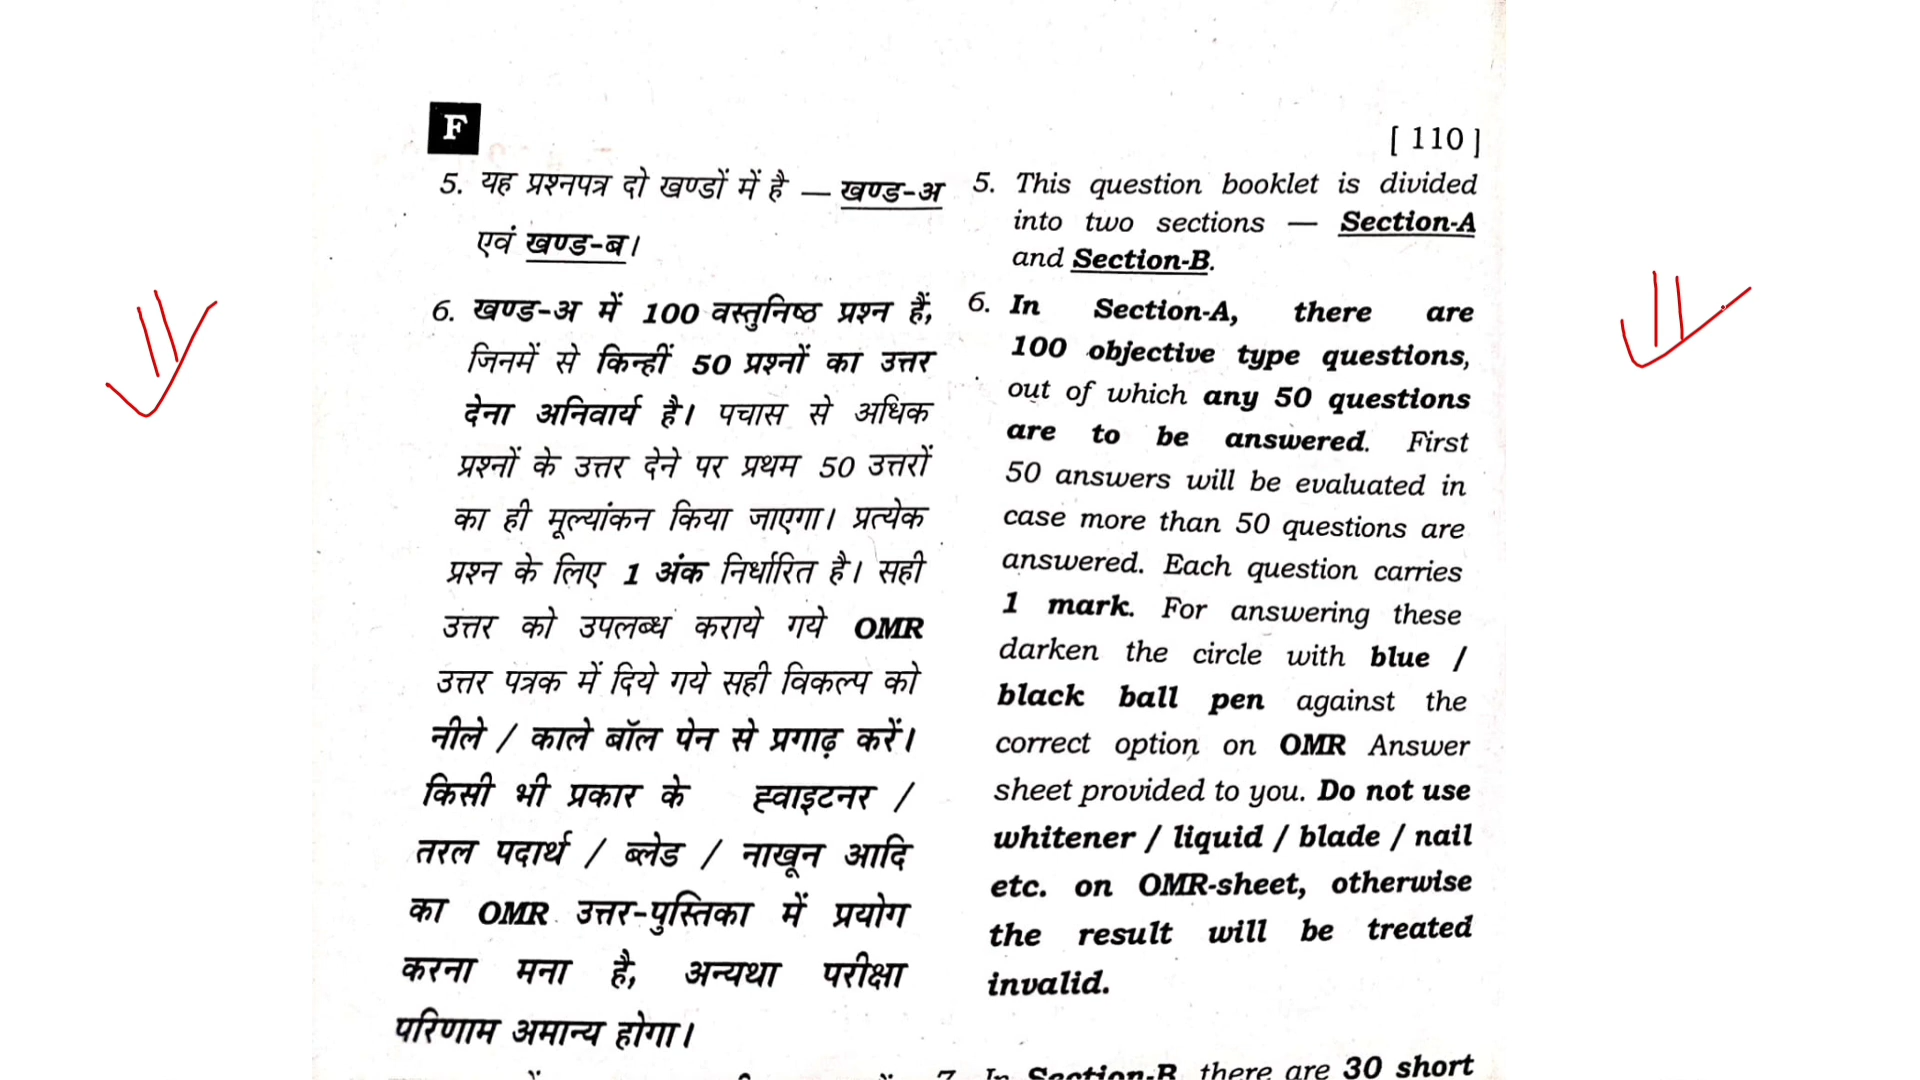 F
[ 110 ]
5. यह प्रश्नपत्र दो खण्डों में है — खण्ड-अ
एवं खण्ड-ब।
6. खण्ड-अ में 100 वस्तुनिष्ठ प्रश्न हैं,
जिनमें से किन्हीं 50 प्रश्नों का उत्तर
देना अनिवार्य है। पचास से अधिक
प्रश्नों के उत्तर देने पर प्रथम 50 उत्तरों
का ही मूल्यांकन किया जाएगा। प्रत्येक
प्रश्न के लिए 1 अंक निर्धारित है। सही
उत्तर को उपलब्ध कराये गये OMR
उत्तर पत्रक में दिये गये सही विकल्प को
नीले / काले बॉल पेन से प्रगाढ़ करें।
किसी भी प्रकार के ह्वाइटनर /
तरल पदार्थ / ब्लेड / नाखून आदि
का OMR उत्तर-पुस्तिका में प्रयोग
करना मना है, अन्यथा परीक्षा
परिणाम अमान्य होगा।
5. This question booklet is divided
into two sections — Section-A
and Section-B.
6. In Section-A, there are
100 objective type questions,
out of which any 50 questions
are to be answered. First
50 answers will be evaluated in
case more than 50 questions are
answered. Each question carries
1 mark. For answering these
darken the circle with blue /
black ball pen against the
correct option on OMR Answer
sheet provided to you. Do not use
whitener / liquid / blade / nail
etc. on OMR-sheet, otherwise
the result will be treated
invalid.
7. In Section-B, there are 30 short